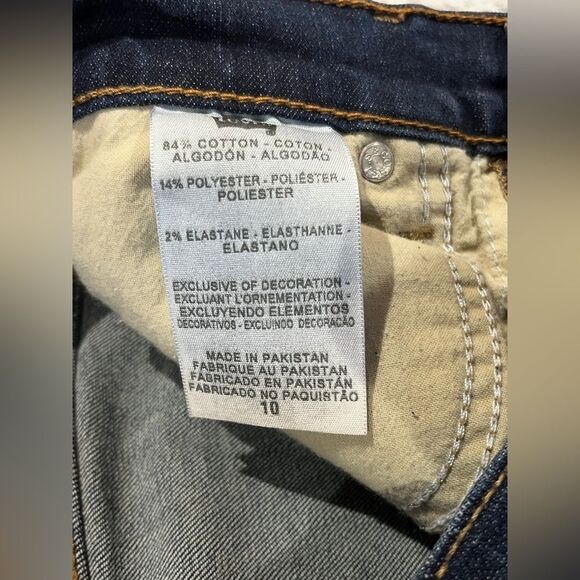 84% COTTON - COTON -
ALGODÓN - ALGODÃO
14% POLYESTER - POLIÉSTER -
POLIESTER
2% ELASTANE - ELASTHANNE -
ELASTANO
EXCLUSIVE OF DECORATION -
EXCLUANT L'ORNEMENTATION -
EXCLUYENDO ELEMENTOS
DECORATIVOS - EXCLUINDO DECORAÇÃO
MADE IN PAKISTAN
FABRIQUE AU PAKISTAN
FABRICADO EN PAKISTÁN
FABRICADO NO PAQUISTÃO
10